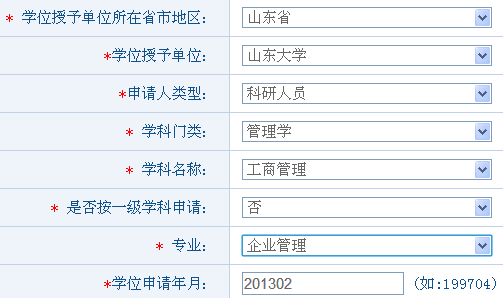 * 学位授予单位所在省市地区： 山东省
*学位授予单位： 山东大学
*申请人类型： 科研人员
* 学科门类： 管理学
* 学科名称： 工商管理
* 是否按一级学科申请： 否
* 专业： 企业管理
*学位申请年月： 201302 (如:199704)